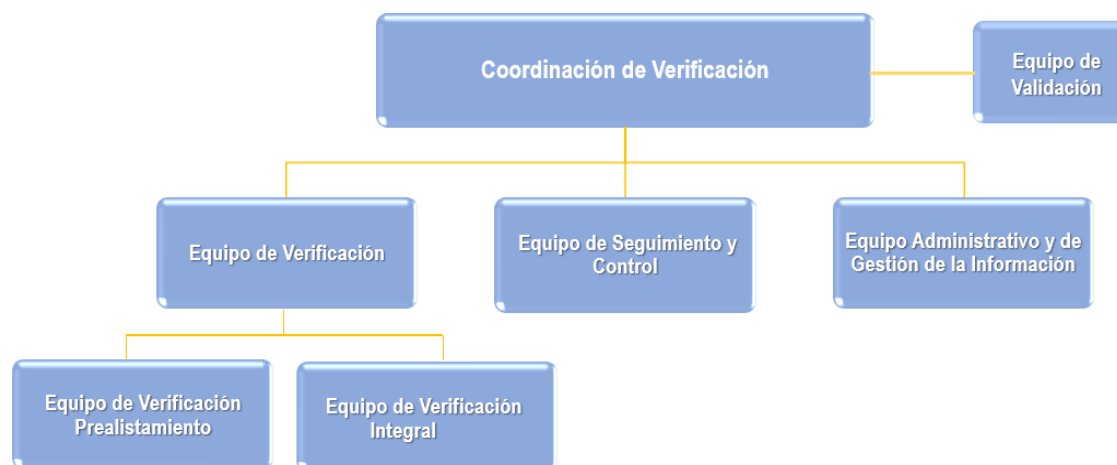 Coordinación de Verificación
Equipo de
Validación
Equipo de Verificación
Equipo de Seguimiento y
Control
Equipo Administrativo y de
Gestión de la Información
Equipo de Verificación
Prealistamiento
Equipo de Verificación
Integral